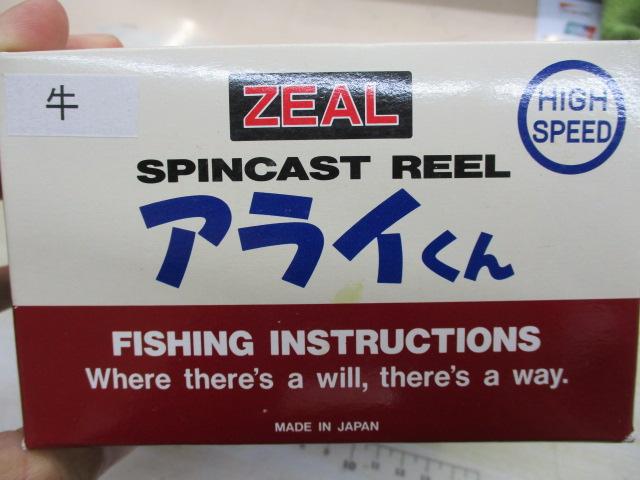 牛
ZEAL
HIGH
SPEED
SPINCAST REEL
アライくん
FISHING INSTRUCTIONS
Where there's a will, there's a way.
MADE IN JAPAN
10